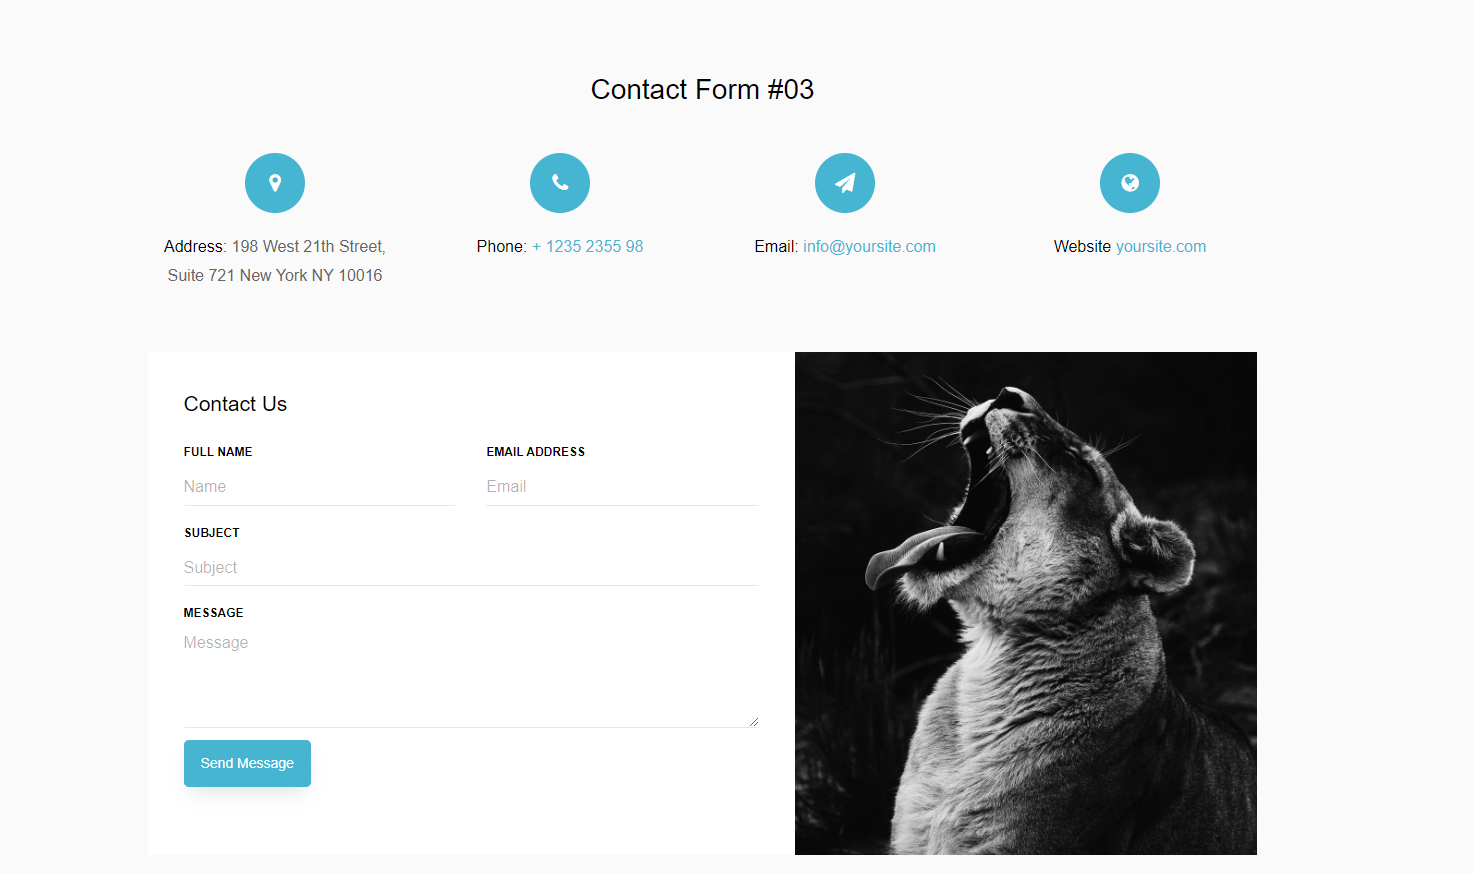 Contact Form #03
Address: 198 West 21th Street,
Suite 721 New York NY 10016
Phone: + 1235 2355 98
Email: info@yoursite.com
Website yoursite.com
Contact Us
FULL NAME
Name
EMAIL ADDRESS
Email
SUBJECT
Subject
MESSAGE
Message
Send Message